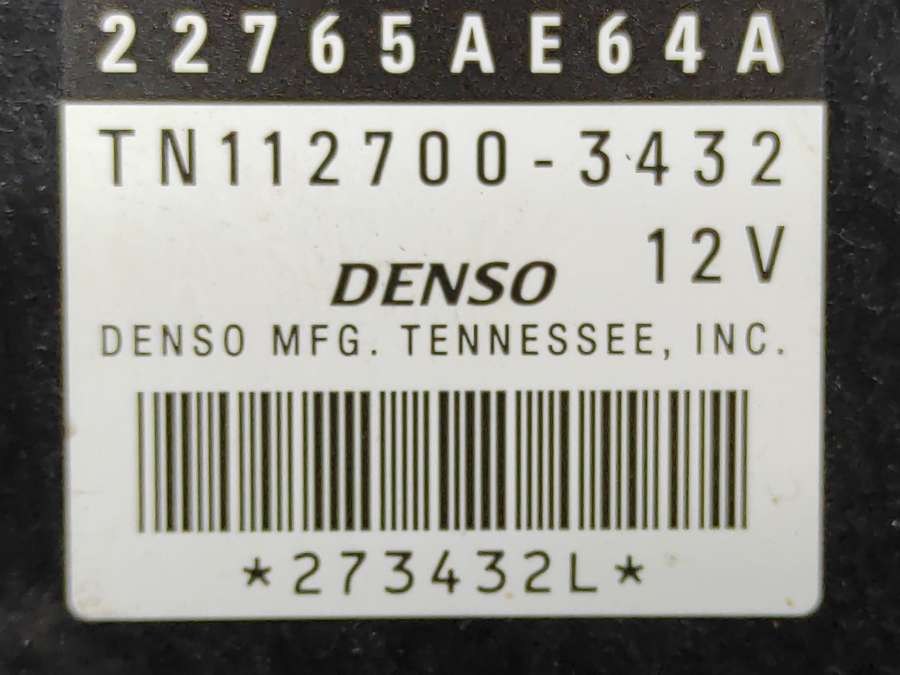 22765AE64A
TN112700-3432
12V
DENSO
DENSO MFG. TENNESSEE, INC.
*273432L*